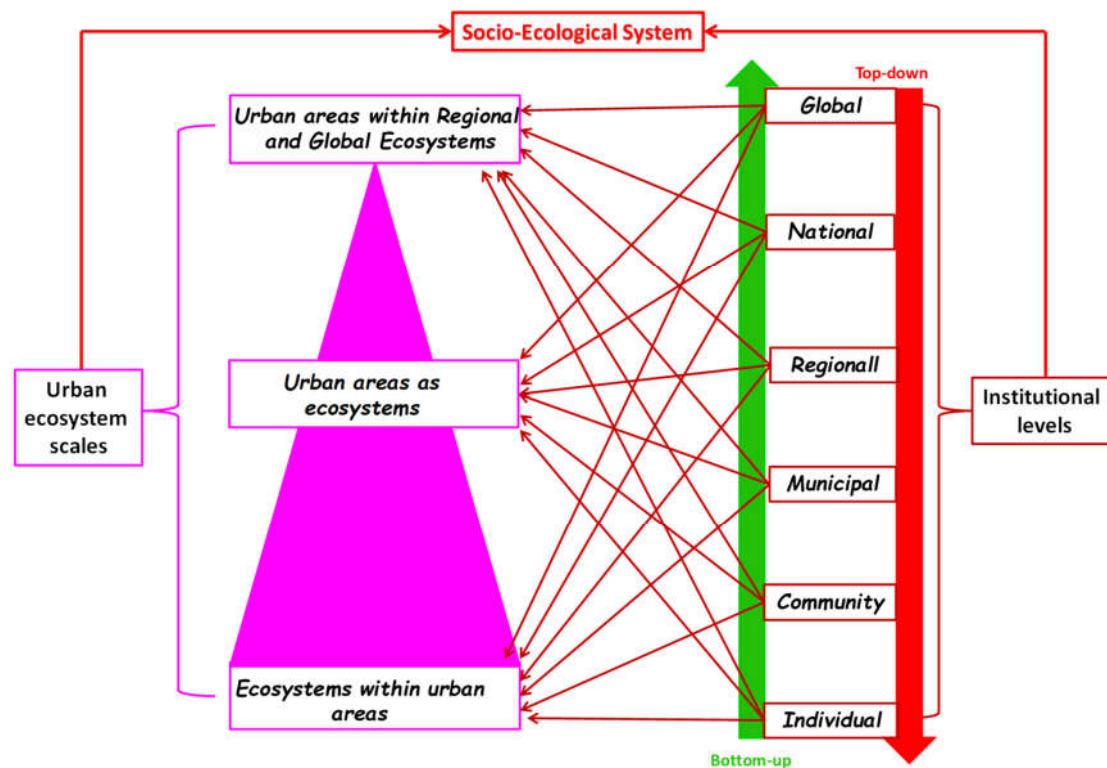 Socio-Ecological System
Top-down
Urban areas within Regional
and Global Ecosystems
Global
National
Urban
ecosystem
scales
Urban areas as
ecosystems
Regionall
Institutional
levels
Municipal
Community
Ecosystems within urban
areas
Individual
Bottom-up